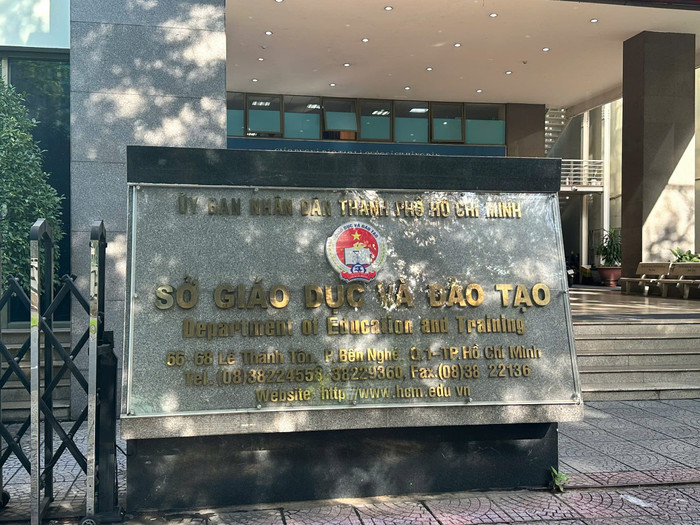 ỦY BAN NHÂN DÂN THÀNH PHỐ HỒ CHÍ MINH
SỞ GIÁO DỤC VÀ ĐÀO TẠO
Department of Education and Training
66-68 Lê Thánh Tôn, P. Bến Nghé, Q.1-TP Hồ Chí Minh
Tel. (08)38224553, 38229360, Fax.(08)38 22136
Website http//www.hcm.edu.vn